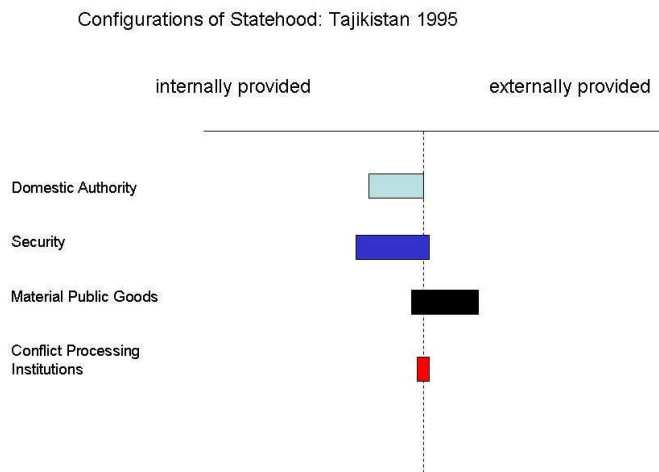 Configurations of Statehood: Tajikistan 1995
internally provided
externally provided
Domestic Authority
Security
Material Public Goods
Conflict Processing
Institutions